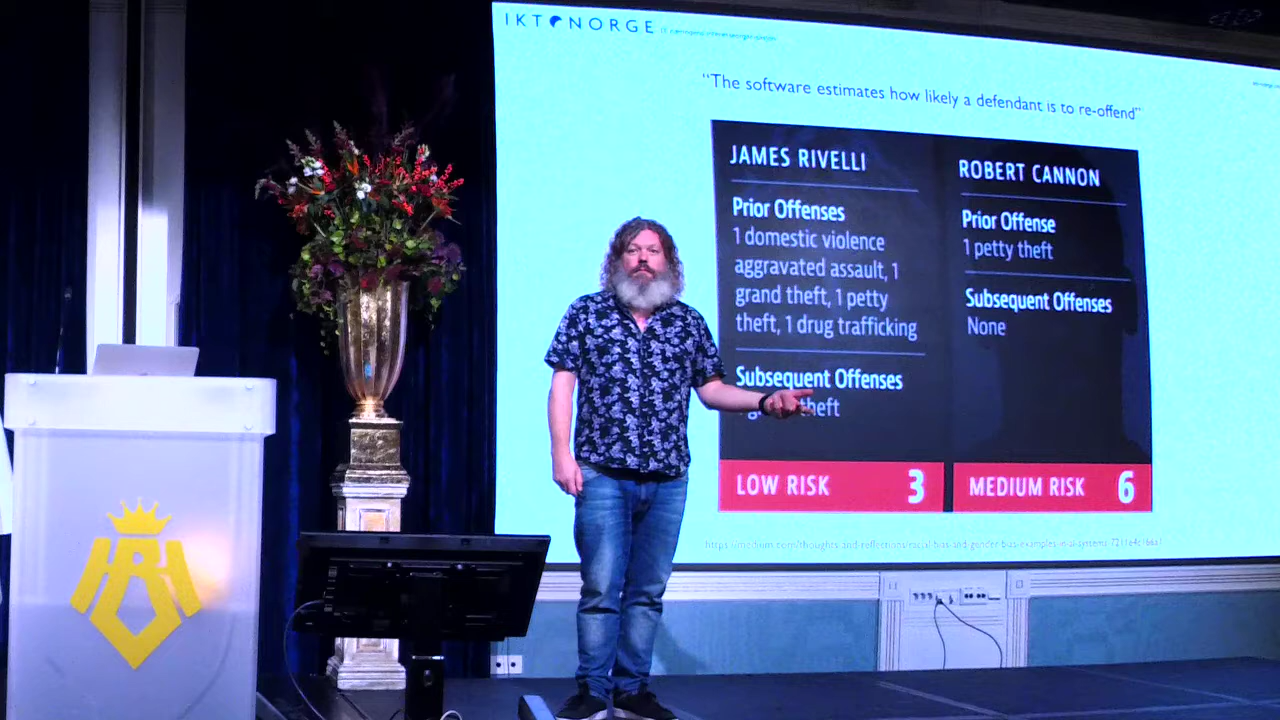 IKT NORGE
“The software estimates how likely a defendant is to re-offend”
JAMES RIVELLI
Prior Offenses
1 domestic violence
aggravated assault, 1
grand theft, 1 petty
theft, 1 drug trafficking
Subsequent Offenses
theft
LOW RISK 3
ROBERT CANNON
Prior Offense
1 petty theft
Subsequent Offenses
None
MEDIUM RISK 6